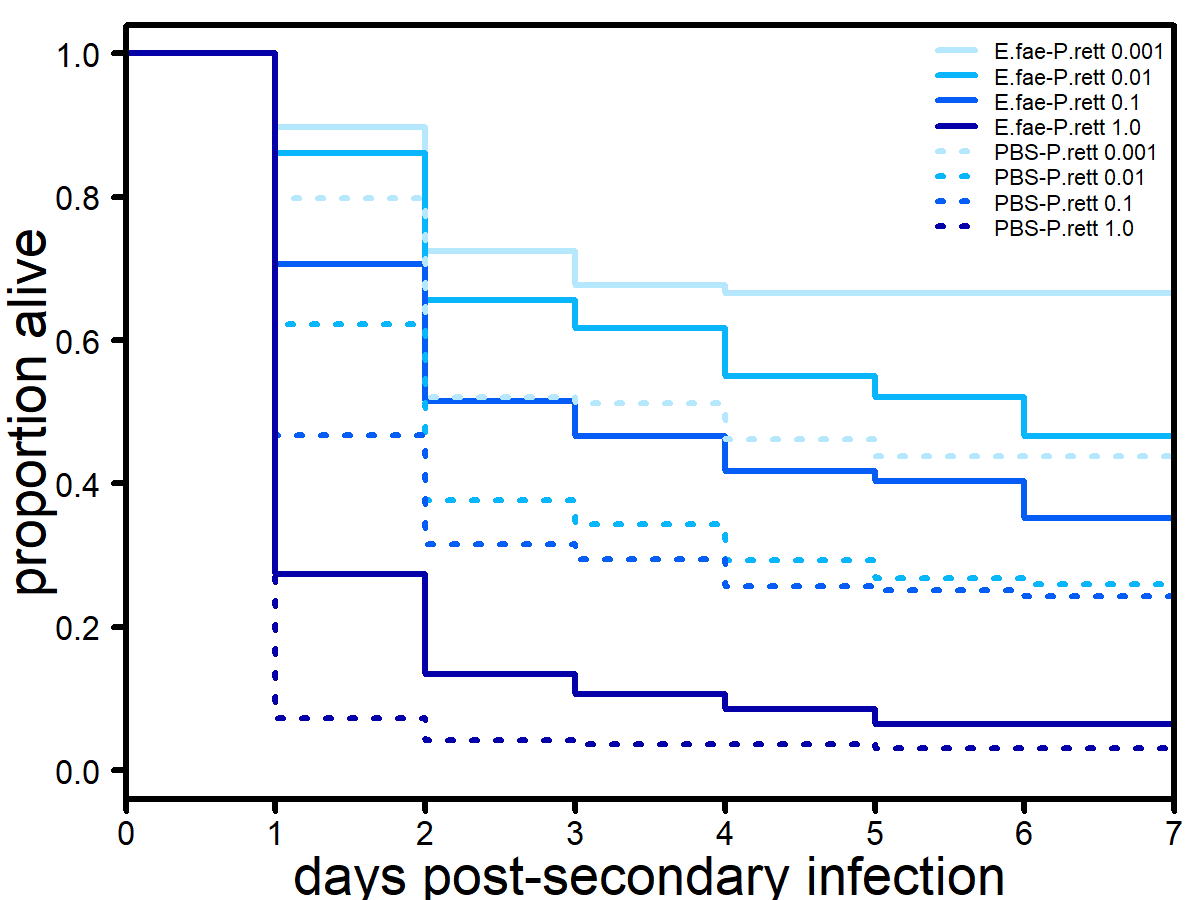 E.fae-P.rett 0.001
E.fae-P.rett 0.01
E.fae-P.rett 0.1
E.fae-P.rett 1.0
PBS-P.rett 0.001
PBS-P.rett 0.01
PBS-P.rett 0.1
PBS-P.rett 1.0
proportion alive
1.0
0.8
0.6
0.4
0.2
0.0
0 1 2 3 4 5 6 7
days post-secondary infection